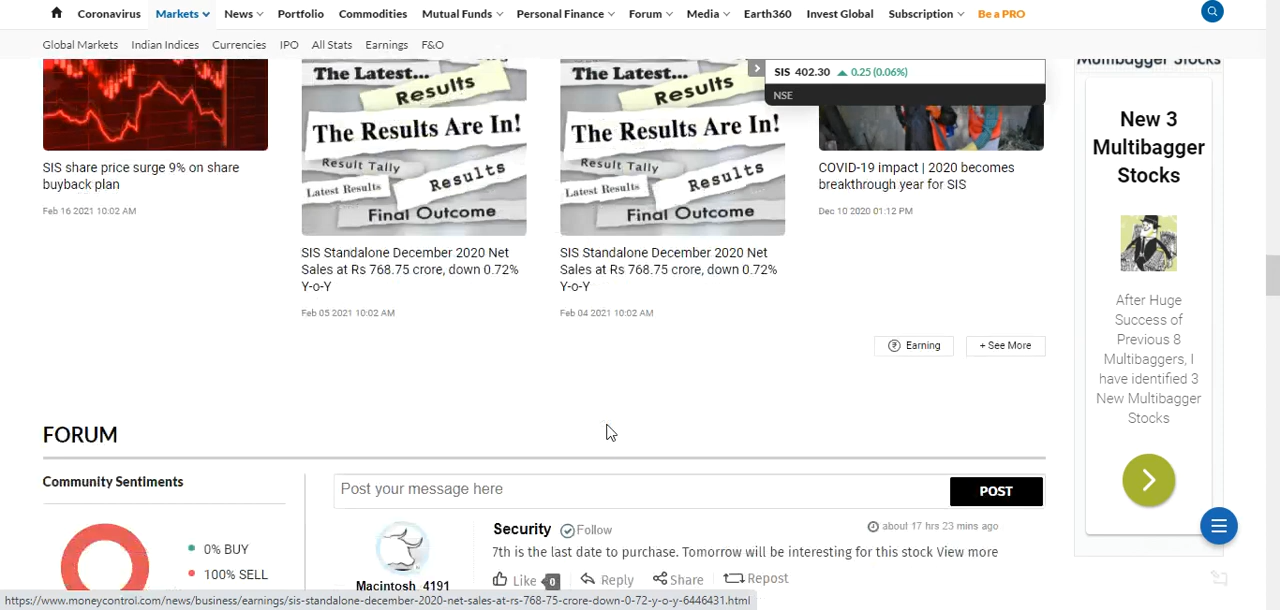 Coronavirus Markets News Portfolio Commodities Mutual Funds Personal Finance Forum Media Earth360 Invest Global Subscription Be a PRO
Global Markets Indian Indices Currencies IPO All Stats Earnings F&O
SIS 402.30 0.25 (0.06%)
NSE
Multibagger Stocks
The Latest...
Results
The Results Are In!
Result Tally
Latest Results
Results
Final Outcome
The Latest...
Results
The Results Are In!
Result Tally
Latest Results
Results
Final Outcome
SIS share price surge 9% on share
buyback plan
Feb 16 2021 10:02 AM
SIS Standalone December 2020 Net
Sales at Rs 768.75 crore, down 0.72%
Y-o-Y
Feb 05 2021 10:02 AM
SIS Standalone December 2020 Net
Sales at Rs 768.75 crore, down 0.72%
Y-o-Y
Feb 04 2021 10:02 AM
COVID-19 impact | 2020 becomes
breakthrough year for SIS
Dec 10 2020 01:12 PM
New 3
Multibagger
Stocks
After Huge
Success of
Previous 8
Multibaggers, I
have identified 3
New Multibagger
Stocks
Earning + See More
FORUM
Community Sentiments
0% BUY
100% SELL
Post your message here POST
Security Follow about 17 hrs 23 mins ago
7th is the last date to purchase. Tomorrow will be interesting for this stock View more
Macintosh_4191
Like 0 Reply Share Repost
https://www.moneycontrol.com/news/business/earnings/sis-standalone-december-2020-net-sales-at-rs-768-75-crore-down-0-72-y-o-y-6446431.html